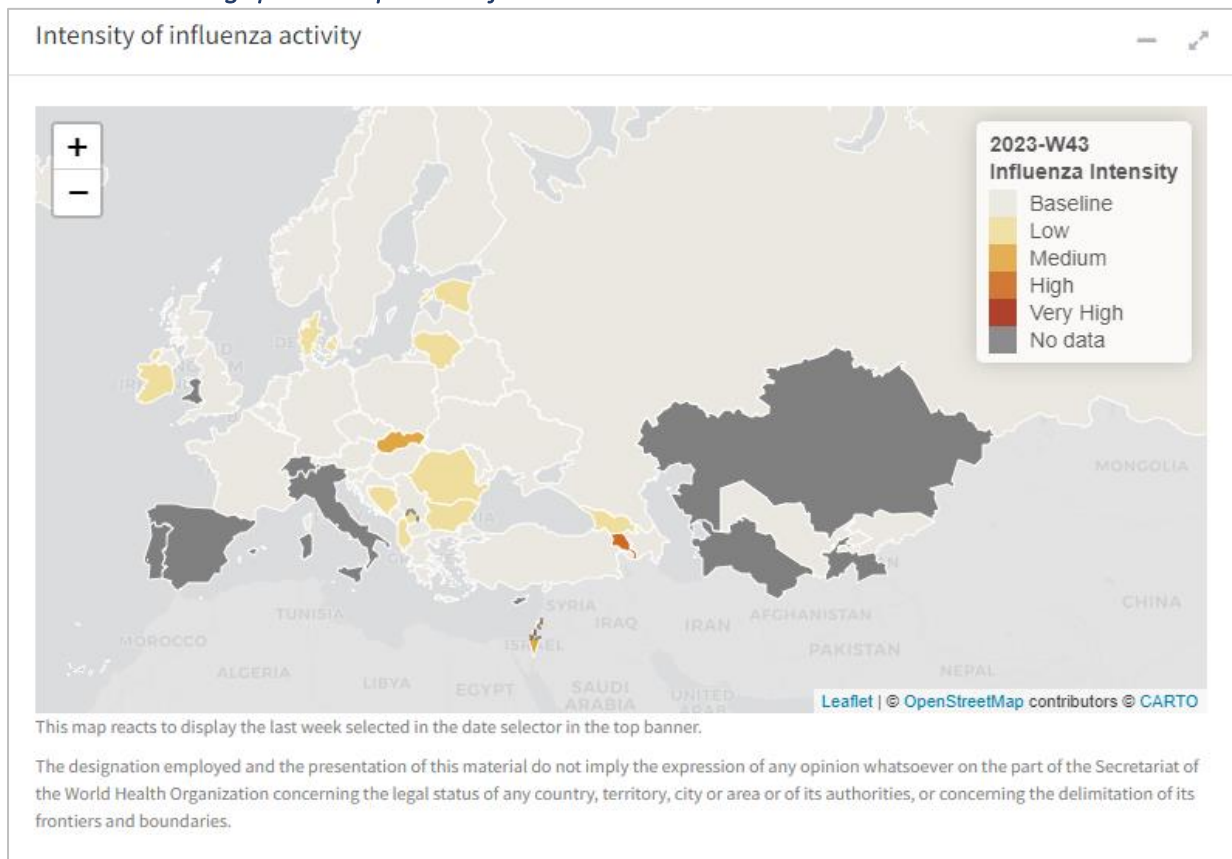 Intensity of influenza activity
+
−
2023-W43
Influenza Intensity
Baseline
Low
Medium
High
Very High
No data
MONGOLIA
CHINA
TUNISIA
SYRIA
IRAQ
IRAN
AFGHANISTAN
MOROCCO
PAKISTAN
ALGERIA
LIBYA
EGYPT
SAUDI
ARABIA
UNITED
NEPAL
Leaflet | © OpenStreetMap contributors © CARTO
This map reacts to display the last week selected in the date selector in the top banner.
The designation employed and the presentation of this material do not imply the expression of any opinion whatsoever on the part of the Secretariat of
the World Health Organization concerning the legal status of any country, territory, city or area or of its authorities, or concerning the delimitation of its
frontiers and boundaries.